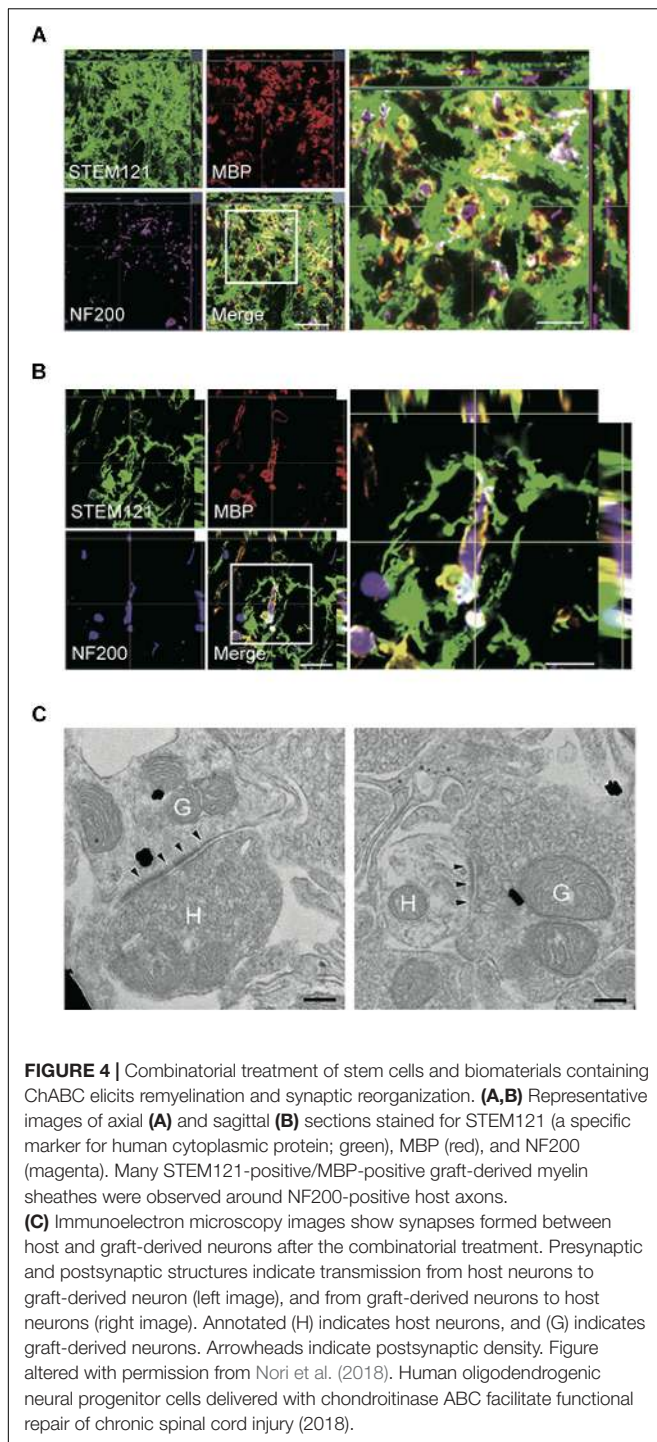 A
STEM121
MBP
NF200
Merge
B
STEM121
MBP
NF200
Merge
C
G
H
H
G
FIGURE 4 | Combinatorial treatment of stem cells and biomaterials containing
ChABC elicits remyelination and synaptic reorganization. (A,B) Representative
images of axial (A) and sagittal (B) sections stained for STEM121 (a specific
marker for human cytoplasmic protein; green), MBP (red), and NF200
(magenta). Many STEM121-positive/MBP-positive graft-derived myelin
sheathes were observed around NF200-positive host axons.
(C) Immunoelectron microscopy images show synapses formed between
host and graft-derived neurons after the combinatorial treatment. Presynaptic
and postsynaptic structures indicate transmission from host neurons to
graft-derived neuron (left image), and from graft-derived neurons to host
neurons (right image). Annotated (H) indicates host neurons, and (G) indicates
graft-derived neurons. Arrowheads indicate postsynaptic density. Figure
altered with permission from Nori et al. (2018). Human oligodendrogenic
neural progenitor cells delivered with chondroitinase ABC facilitate functional
repair of chronic spinal cord injury (2018).